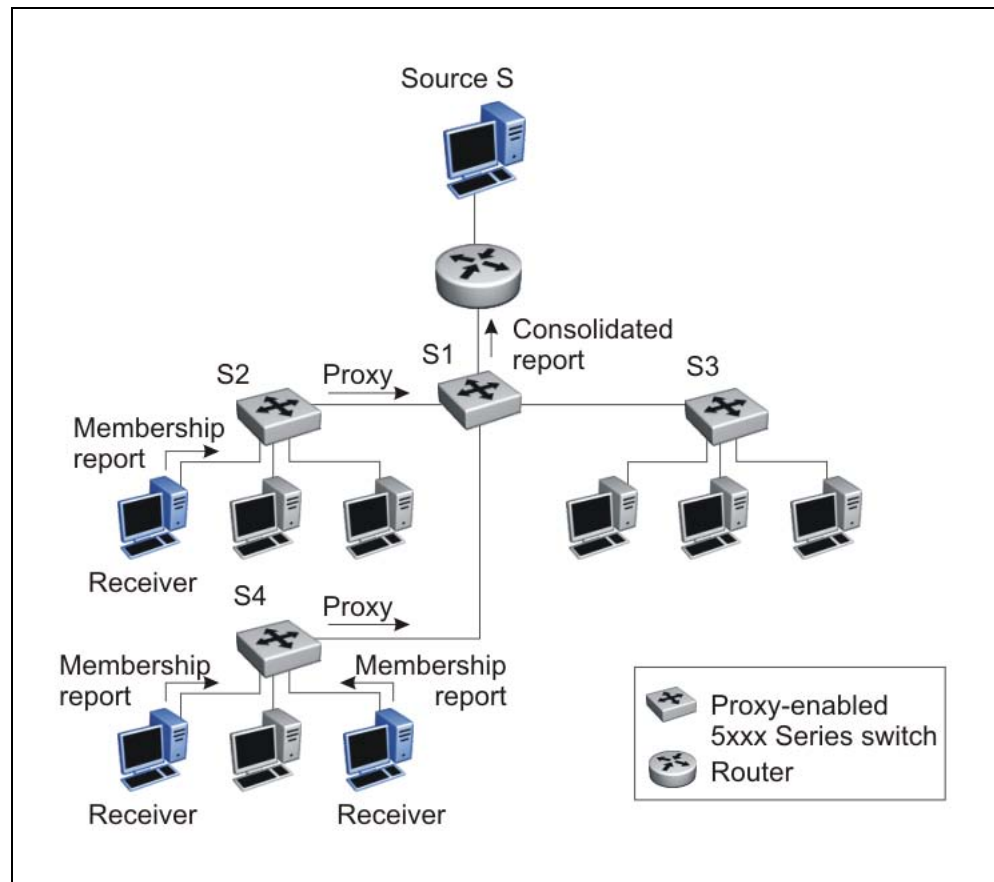 Source S
Consolidated
report
S1
S2
Proxy
S3
Membership
report
Receiver
S4
Proxy
Membership
report
Membership
report
Receiver
Receiver
Proxy-enabled
5xxx Series switch
Router